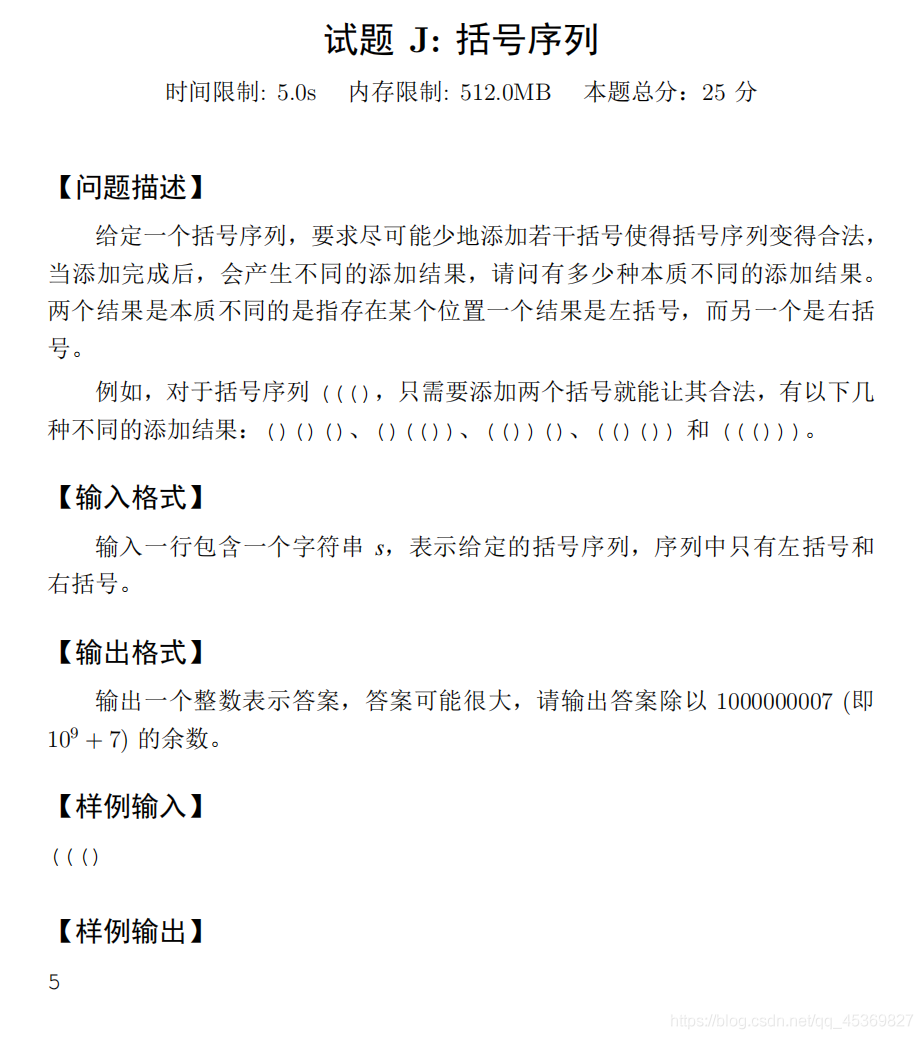 试题 J: 括号序列
时间限制: 5.0s 内存限制: 512.0MB 本题总分：25 分
【问题描述】
给定一个括号序列，要求尽可能少地添加若干括号使得括号序列变得合法，
当添加完成后，会产生不同的添加结果，请问有多少种本质不同的添加结果。
两个结果是本质不同的是指存在某个位置一个结果是左括号，而另一个是右括
号。
例如，对于括号序列 ((()，只需要添加两个括号就能让其合法，有以下几
种不同的添加结果：()()()、()(())、(())()、(()()) 和 ((()))。
【输入格式】
输入一行包含一个字符串 s，表示给定的括号序列，序列中只有左括号和
右括号。
【输出格式】
输出一个整数表示答案，答案可能很大，请输出答案除以 1000000007 (即
10⁹ + 7) 的余数。
【样例输入】
((()
【样例输出】
5
https://blog.csdn.net/qq_45369827